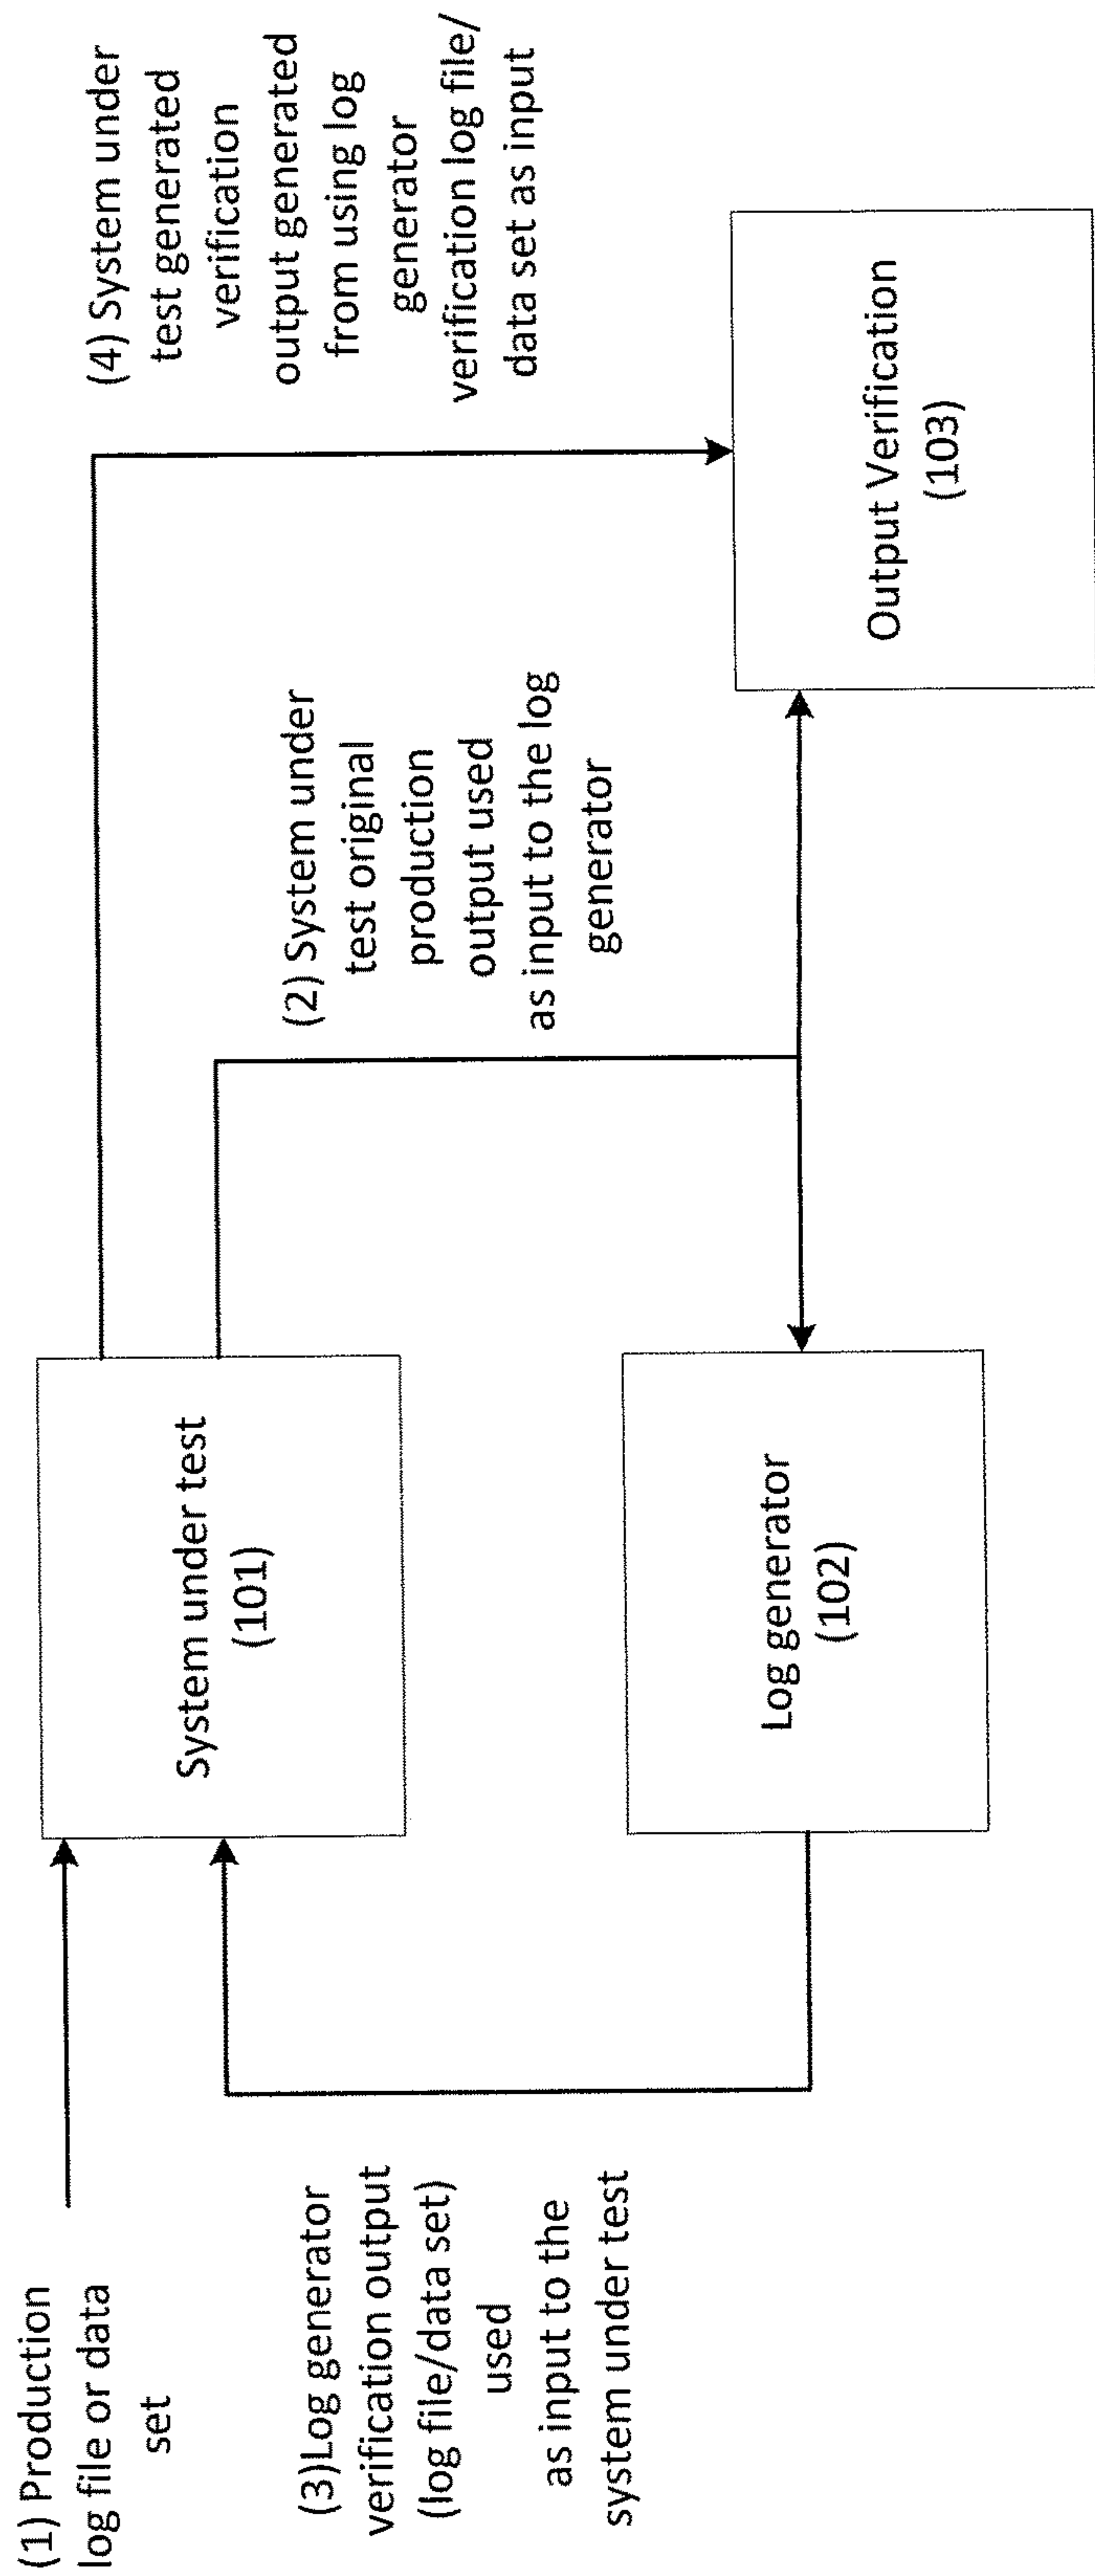 (1) Production
log file or data
set
(3)Log generator
verification output
(log file/data set)
used
as input to the
system under test
System under test
(101)
Log generator
(102)
(2) System under
test original
production
output used
as input to the log
generator
(4) System under
test generated
verification
output generated
from using log
generator
verification log file/
data set as input
Output Verification
(103)